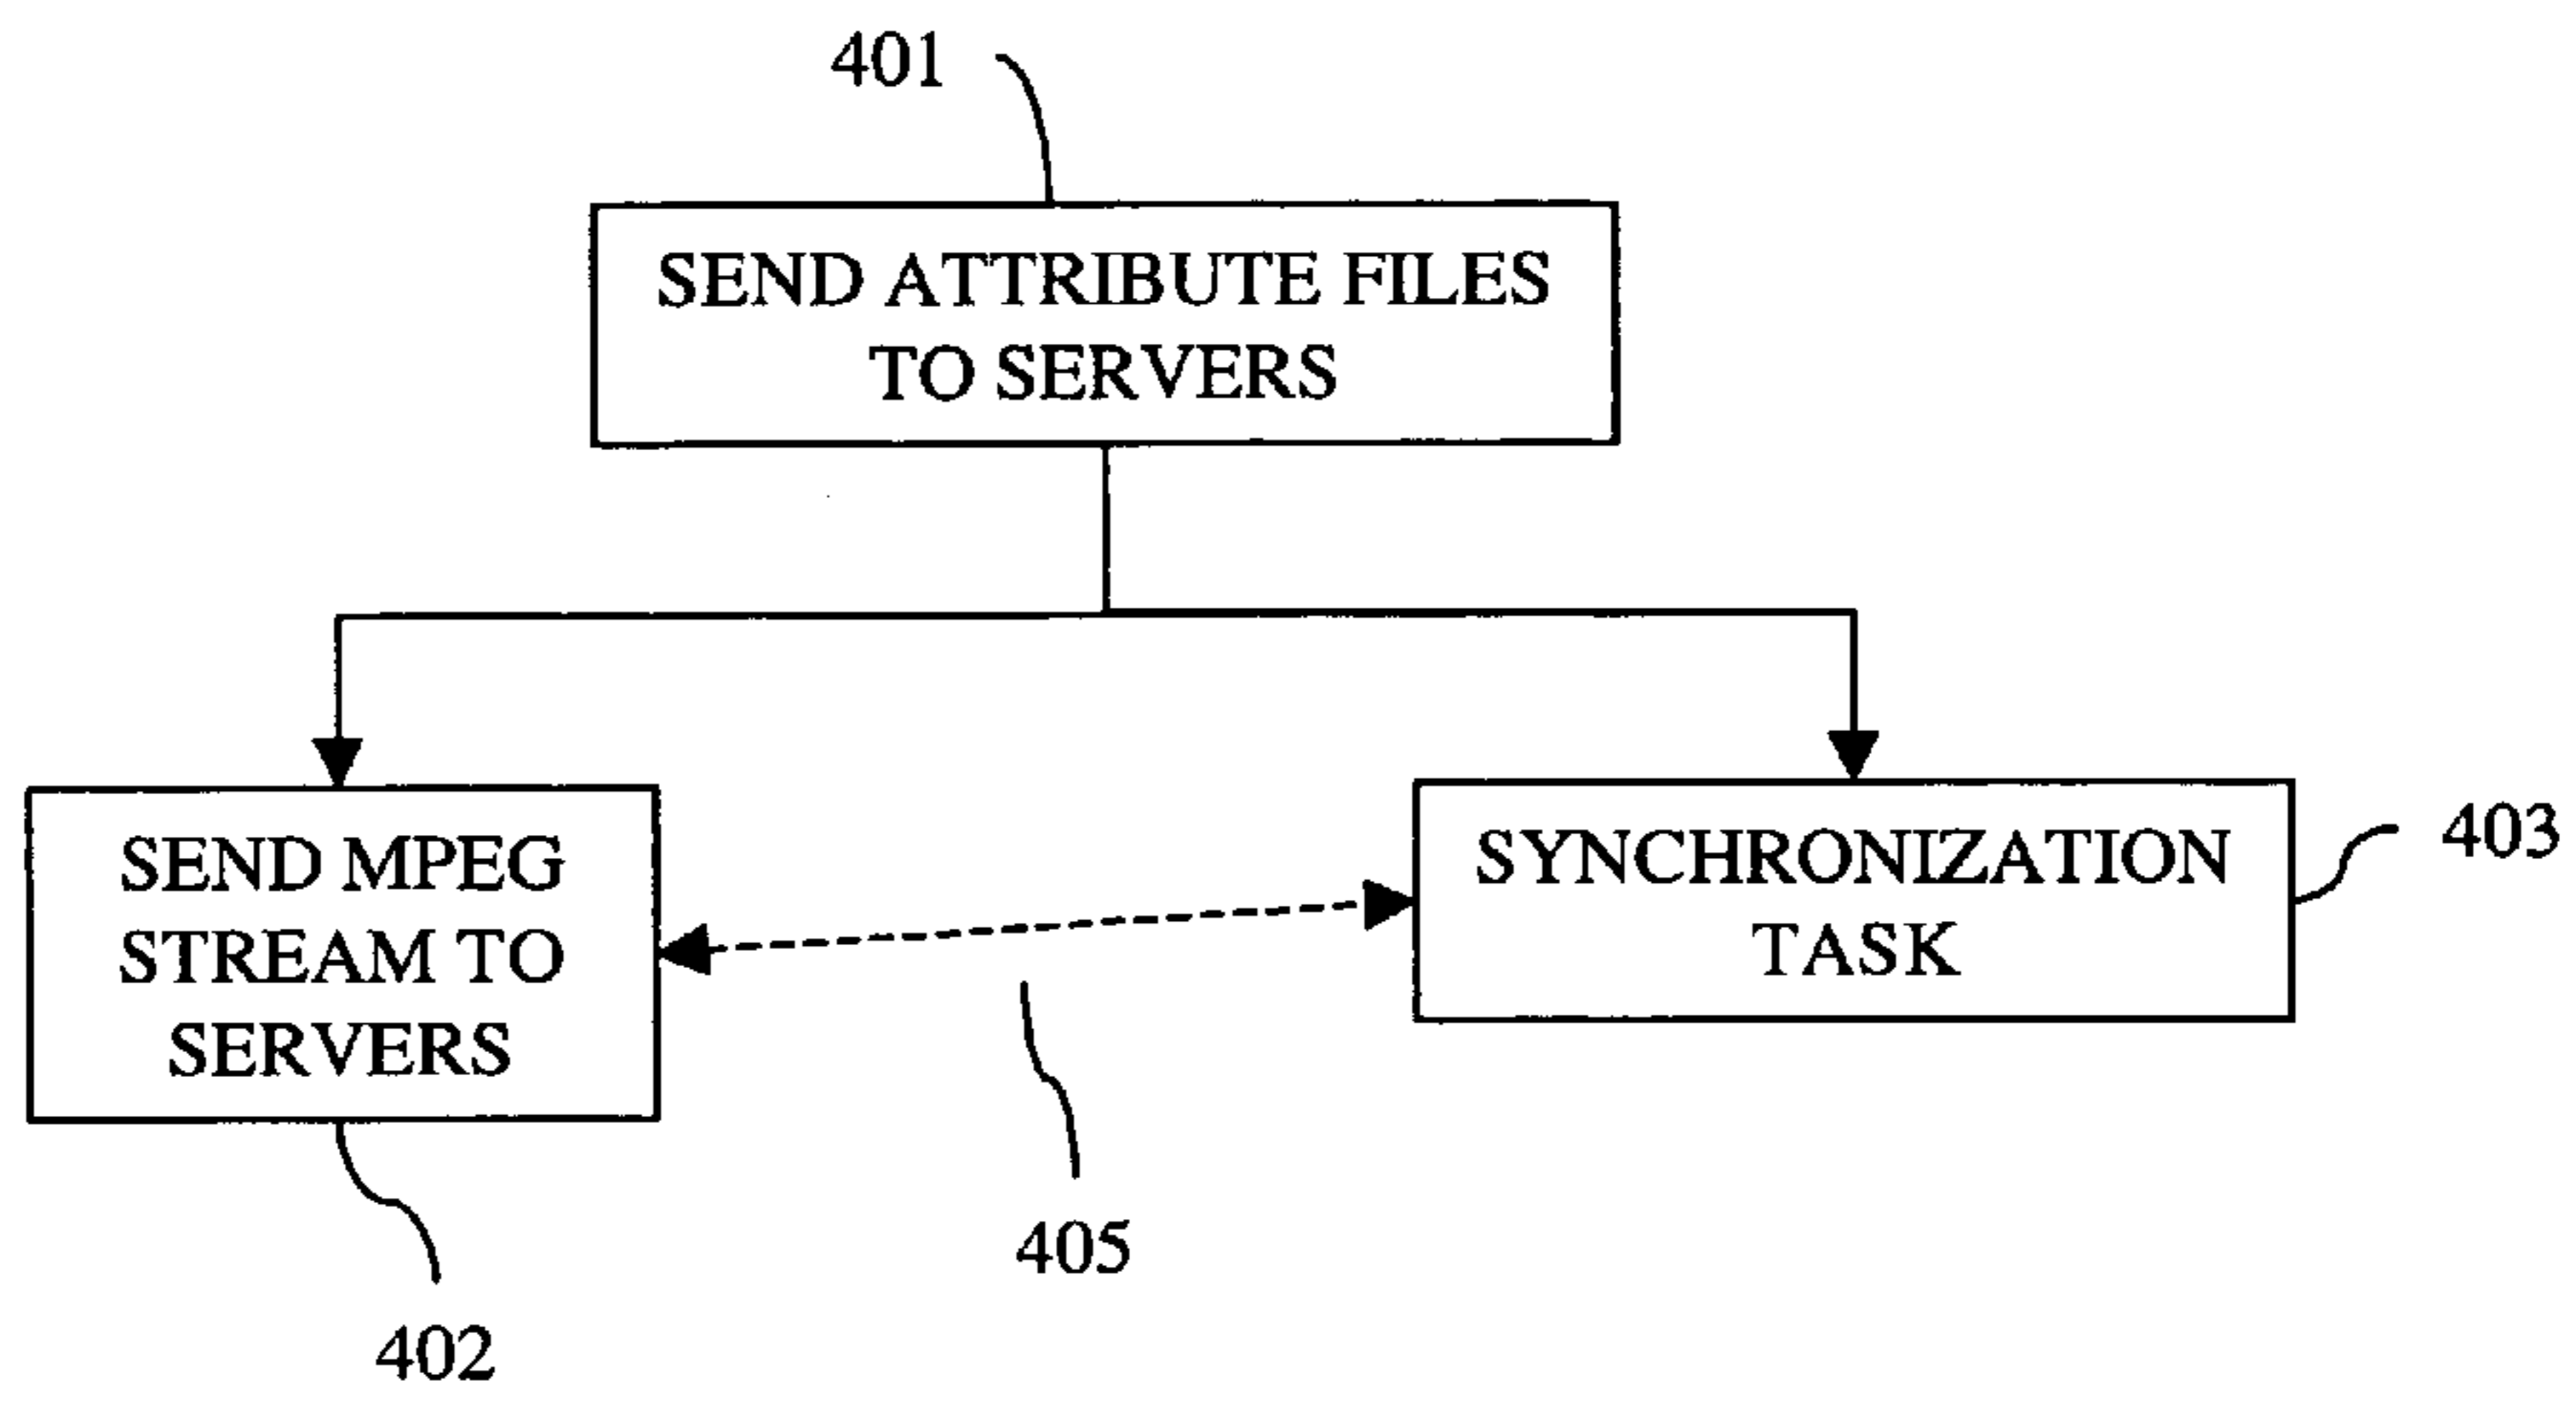 401
SEND ATTRIBUTE FILES
TO SERVERS
SEND MPEG
STREAM TO
SERVERS
SYNCHRONIZATION
TASK
403
405
402